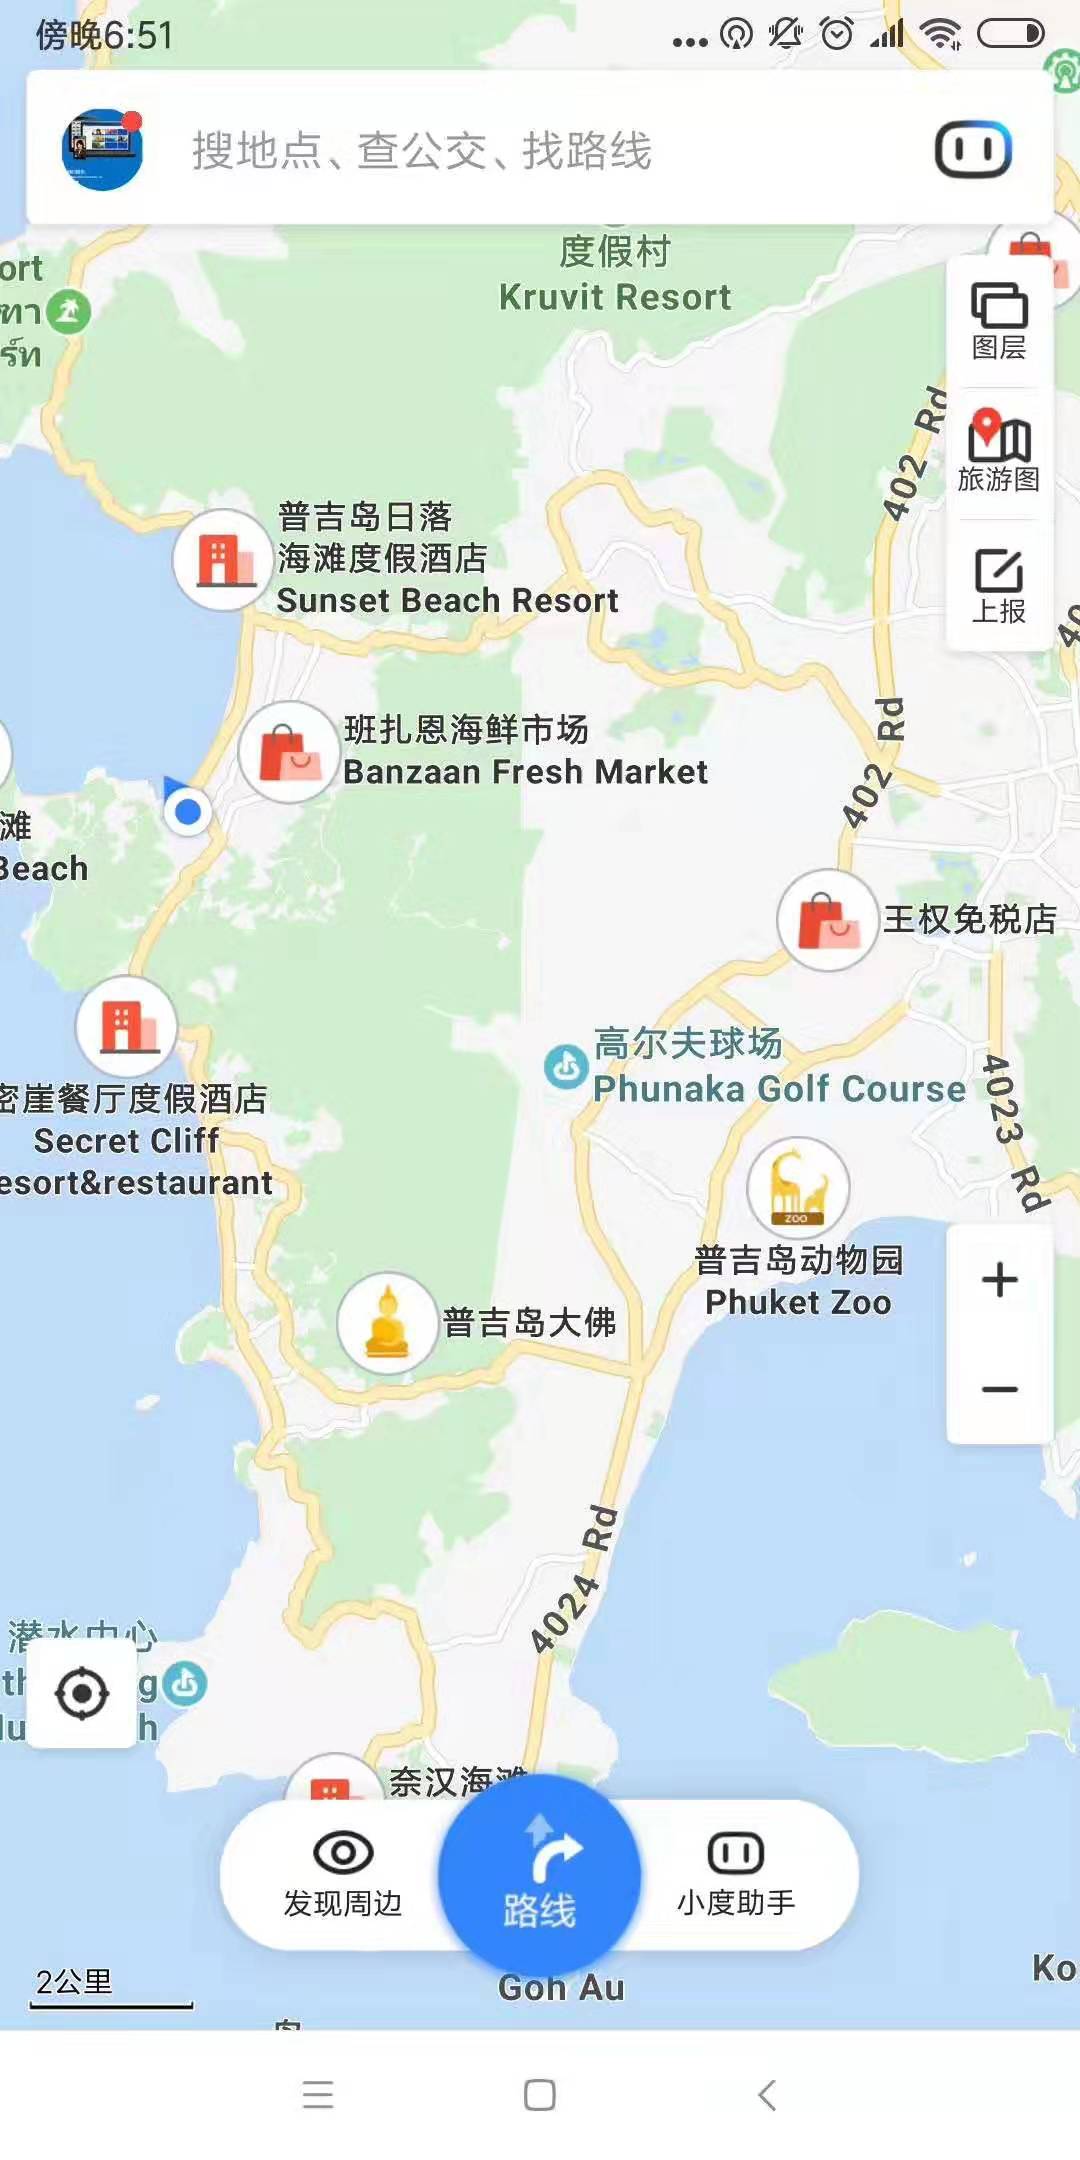 傍晚6:51
搜地点、查公交、找路线
度假村
Kruvit Resort
ort
ทา
ร์ท
图层
402 Rd
旅游图
上报
普吉岛日落
海滩度假酒店
Sunset Beach Resort
402 Rd
班扎恩海鲜市场
Banzaan Fresh Market
滩
Beach
王权免税店
高尔夫球场
Phunaka Golf Course
4023 Rd
密崖餐厅度假酒店
Secret Cliff
esort&restaurant
ZOO
普吉岛动物园
Phuket Zoo
普吉岛大佛
4024 Rd
潜水中心
g
h
奈汉海滩
发现周边
路线
小度助手
2公里
Goh Au
Ko